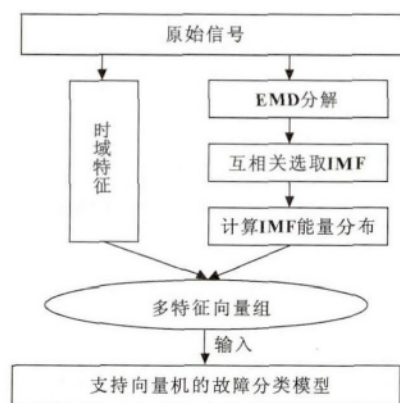 原始信号
时域特征
EMD分解
互相关选取IMF
计算IMF能量分布
多特征向量组
输入
支持向量机的故障分类模型